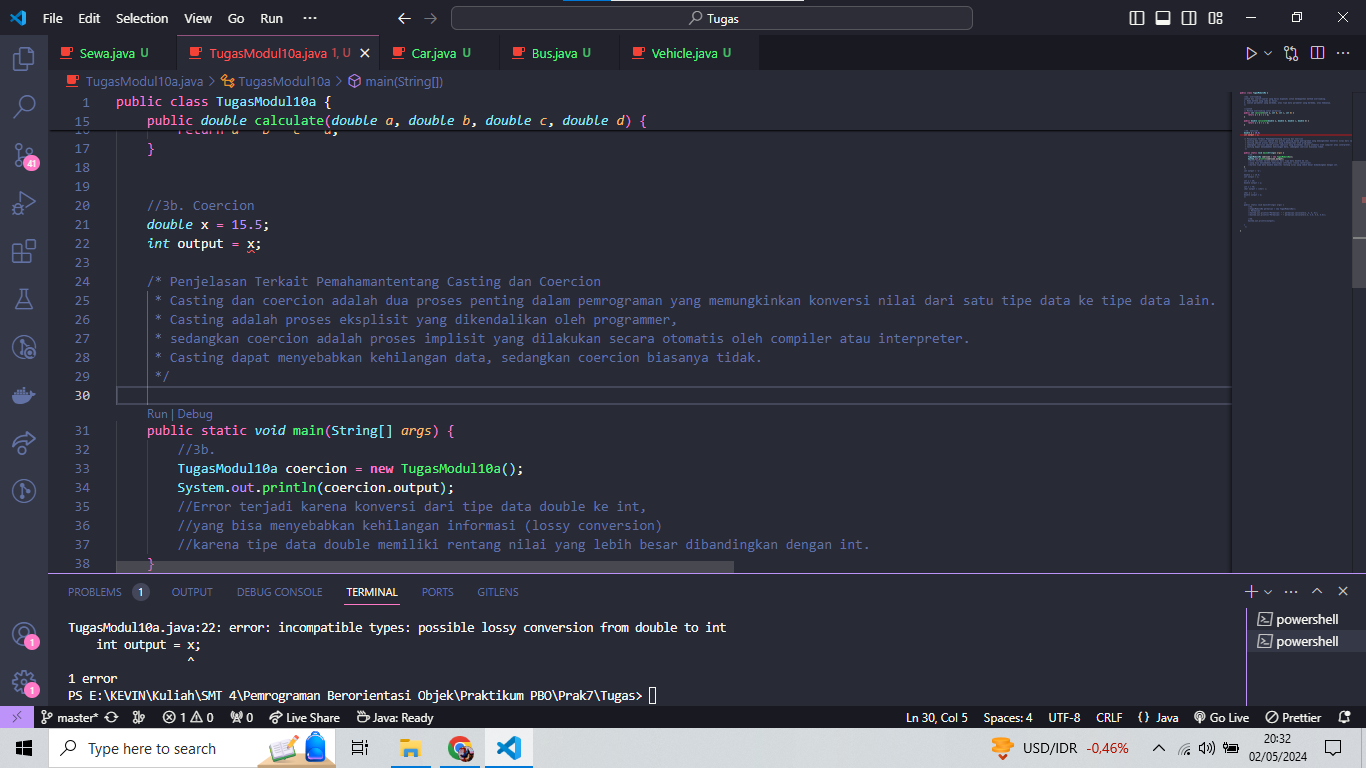 File Edit Selection View Go Run ··· Tugas
Sewa.java U TugasModul10a.java 1, U Car.java U Bus.java U Vehicle.java U
TugasModul10a.java > TugasModul10a > main(String[])
1 public class TugasModul10a {
15 public double calculate(double a, double b, double c, double d) {
17 }
18
19
20 //3b. Coercion
21 double x = 15.5;
22 int output = x;
23
24 /* Penjelasan Terkait Pemahamantentang Casting dan Coercion
25 * Casting dan coercion adalah dua proses penting dalam pemrograman yang memungkinkan konversi nilai dari satu tipe data ke tipe data lain.
26 * Casting adalah proses eksplisit yang dikendalikan oleh programmer,
27 * sedangkan coercion adalah proses implisit yang dilakukan secara otomatis oleh compiler atau interpreter.
28 * Casting dapat menyebabkan kehilangan data, sedangkan coercion biasanya tidak.
29 */
30
Run | Debug
31 public static void main(String[] args) {
32 //3b.
33 TugasModul10a coercion = new TugasModul10a();
34 System.out.println(coercion.output);
35 //Error terjadi karena konversi dari tipe data double ke int,
36 //yang bisa menyebabkan kehilangan informasi (lossy conversion)
37 //karena tipe data double memiliki rentang nilai yang lebih besar dibandingkan dengan int.
38 }
PROBLEMS 1 OUTPUT DEBUG CONSOLE TERMINAL PORTS GITLENS
TugasModul10a.java:22: error: incompatible types: possible lossy conversion from double to int
int output = x;
^
1 error
PS E:\KEVIN\Kuliah\SMT 4\Pemrograman Berorientasi Objek\Praktikum PBO\Prak7\Tugas>
powershell
powershell
41
1
1
master* 1 0 0 Live Share Java: Ready Ln 30, Col 5 Spaces: 4 UTF-8 CRLF { } Java Go Live Prettier
Type here to search USD/IDR -0,46% 20:32
02/05/2024